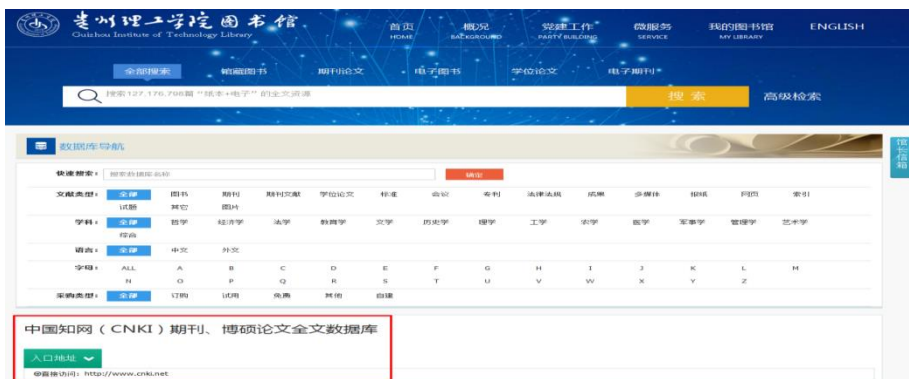 贵州理工学院图书馆
Guizhou Institute of Technology Library
首页 概况 党建工作 微服务 我的图书馆 ENGLISH
HOME BACKGROUND PARTY BUILDING SERVICE MY LIBRARY
全部搜索 馆藏图书 期刊论文 电子图书 学位论文 电子期刊
搜索127,176,798篇“纸本+电子”的全文资源 搜索 高级检索
数据库导航
馆长信箱
快速搜索： 搜索数据库名称 确定
文献类型： 全部 图书 期刊 期刊文献 学位论文 标准 会议 专利 法律法规 成果 多媒体 报纸 网页 索引
试题 其它 图片
学科： 全部 哲学 经济学 法学 教育学 文学 历史学 理学 工学 农学 医学 军事学 管理学 艺术学
综合
语言： 全部 中文 外文
字母： ALL A B C D E F G H I J K L M
N O P Q R S T U V W X Y Z
采购类型： 全部 订购 试用 免费 其他 自建
中国知网（CNKI）期刊、博硕论文全文数据库
入口地址
@直接访问：http://www.cnki.net